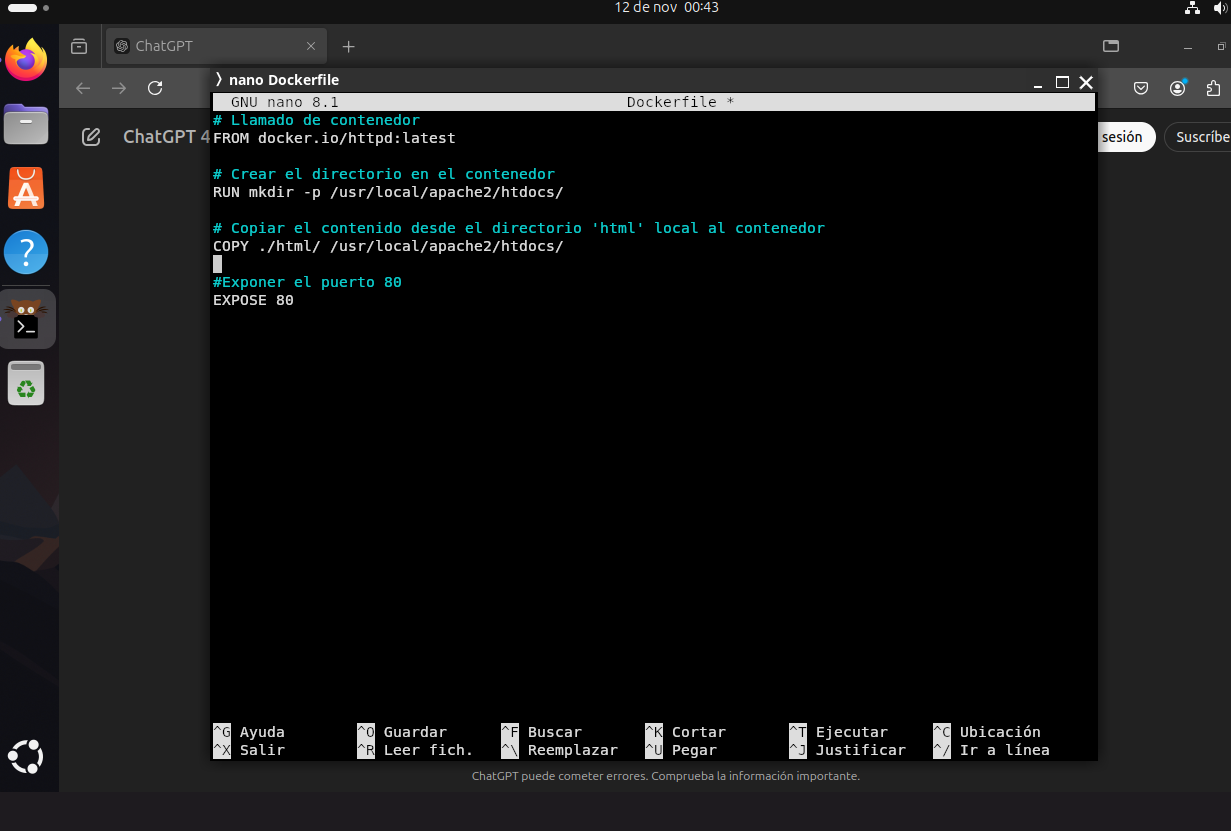 12 de nov 00:43
ChatGPT
nano Dockerfile
GNU nano 8.1 Dockerfile *
ChatGPT 4
sesión
Suscríbe
# Llamado de contenedor
FROM docker.io/httpd:latest
# Crear el directorio en el contenedor
RUN mkdir -p /usr/local/apache2/htdocs/
# Copiar el contenido desde el directorio 'html' local al contenedor
COPY ./html/ /usr/local/apache2/htdocs/
#Exponer el puerto 80
EXPOSE 80
^G Ayuda ^O Guardar ^F Buscar ^K Cortar ^T Ejecutar ^C Ubicación
^X Salir ^R Leer fich. ^\ Reemplazar ^U Pegar ^J Justificar ^/ Ir a línea
ChatGPT puede cometer errores. Comprueba la información importante.